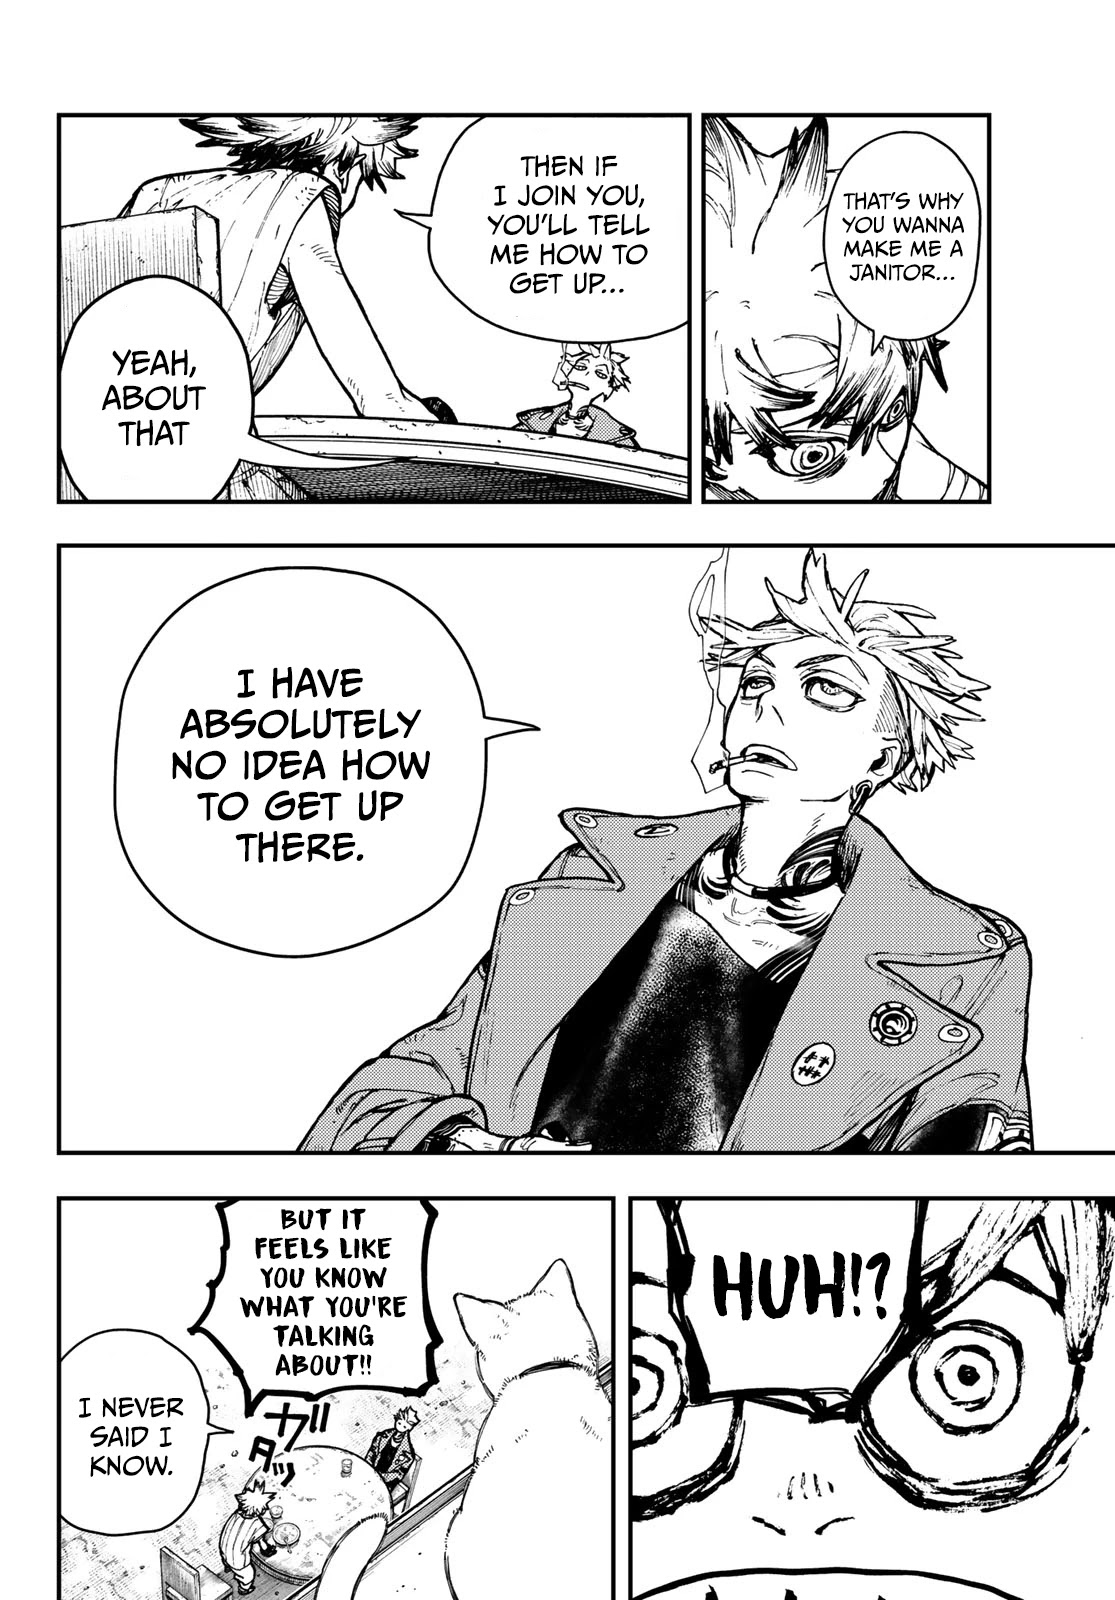 THAT'S WHY
YOU WANNA
MAKE ME A
JANITOR...
THEN IF
I JOIN YOU,
YOU'LL TELL
ME HOW TO
GET UP...
YEAH,
ABOUT
THAT
I HAVE
ABSOLUTELY
NO IDEA HOW
TO GET UP
THERE.
HUH!?
BUT IT
FEELS LIKE
YOU KNOW
WHAT YOU'RE
TALKING
ABOUT!!
ガタッ
I NEVER
SAID I
KNOW.